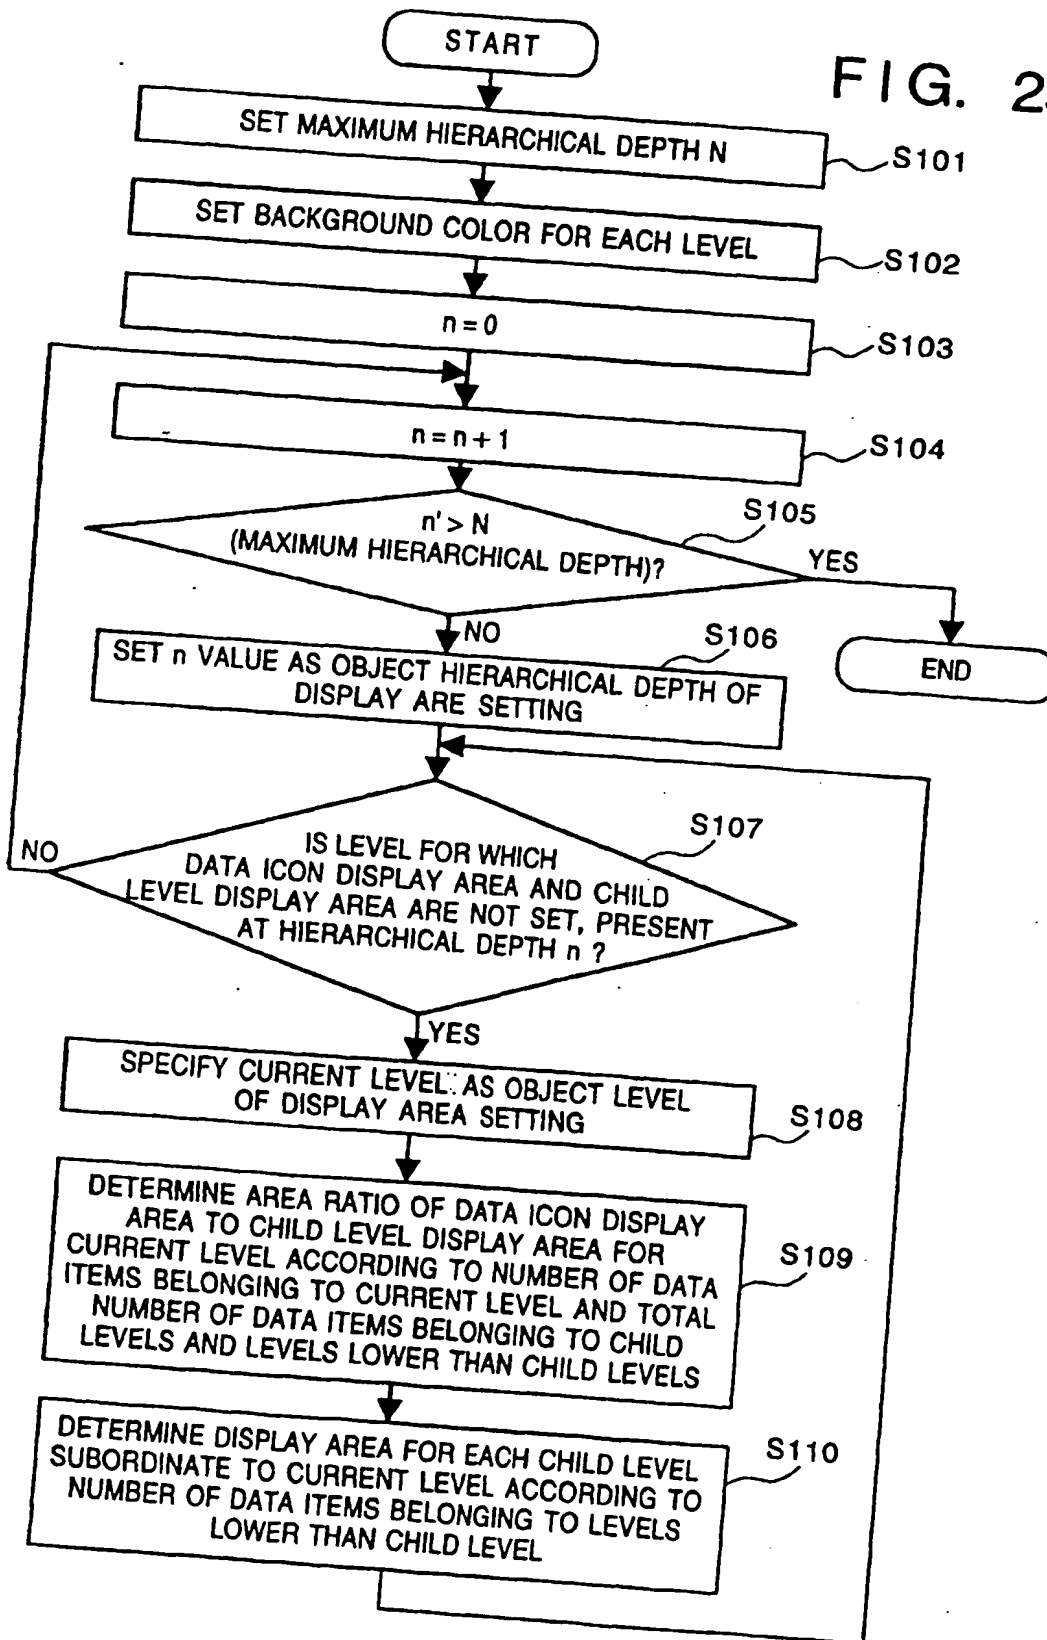 START
FIG. 2
SET MAXIMUM HIERARCHICAL DEPTH N
S101
SET BACKGROUND COLOR FOR EACH LEVEL
S102
n=0
S103
n=n+1
S104
n'>N
(MAXIMUM HIERARCHICAL DEPTH)?
S105
YES
NO
END
S106
SET n VALUE AS OBJECT HIERARCHICAL DEPTH OF
DISPLAY ARE SETTING
S107
NO
IS LEVEL FOR WHICH
DATA ICON DISPLAY AREA AND CHILD
LEVEL DISPLAY AREA ARE NOT SET, PRESENT
AT HIERARCHICAL DEPTH n ?
YES
SPECIFY CURRENT LEVEL AS OBJECT LEVEL
OF DISPLAY AREA SETTING
S108
DETERMINE AREA RATIO OF DATA ICON DISPLAY
AREA TO CHILD LEVEL DISPLAY AREA FOR
CURRENT LEVEL ACCORDING TO NUMBER OF DATA
ITEMS BELONGING TO CURRENT LEVEL AND TOTAL
NUMBER OF DATA ITEMS BELONGING TO CHILD
LEVELS AND LEVELS LOWER THAN CHILD LEVELS
S109
DETERMINE DISPLAY AREA FOR EACH CHILD LEVEL
SUBORDINATE TO CURRENT LEVEL ACCORDING TO
NUMBER OF DATA ITEMS BELONGING TO LEVELS
LOWER THAN CHILD LEVEL
S110